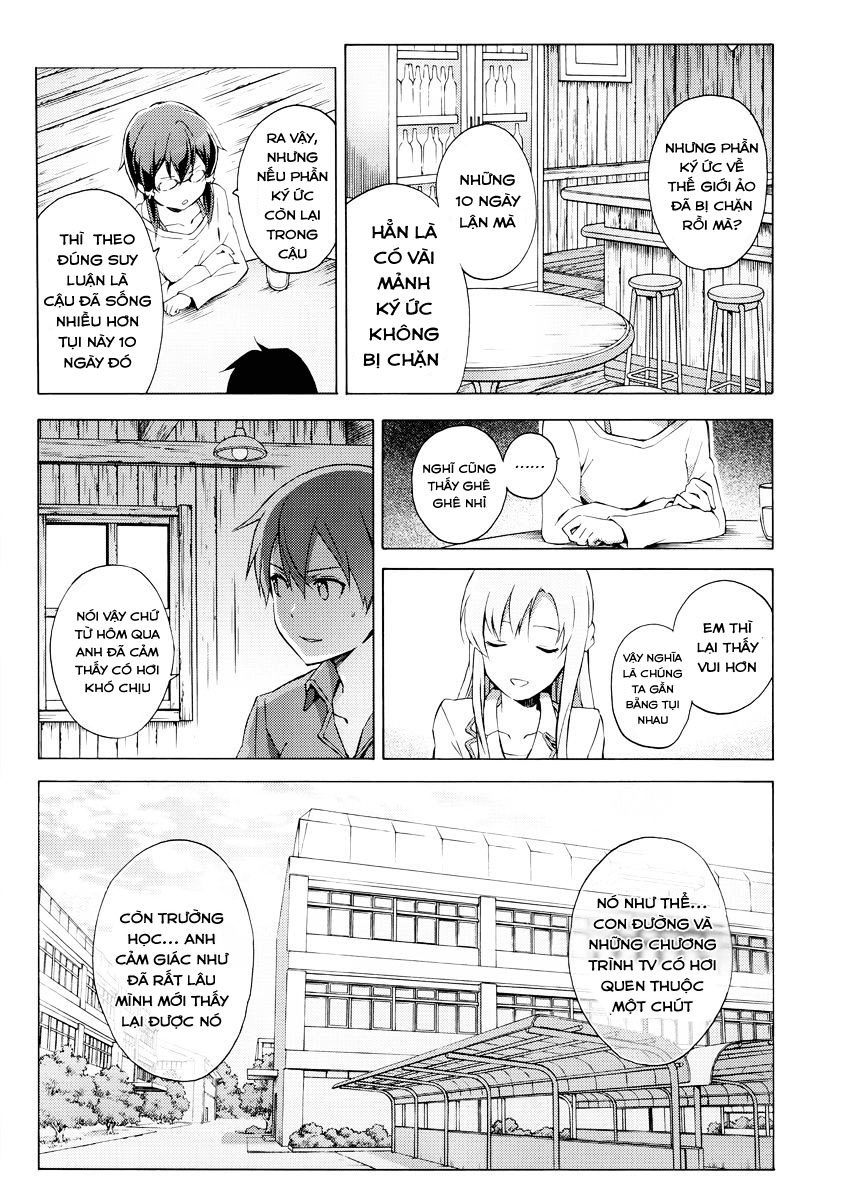 NHƯNG PHẦN
KÝ ỨC VỀ
THẾ GIỚI ẢO
ĐÃ BỊ CHẶN
RỒI MÀ?
NHỮNG
10 NGÀY
LẬN MÀ
HẲN LÀ
CÓ VÀI
MẢNH
KÝ ỨC
KHÔNG
BỊ CHẶN
RA VẬY,
NHƯNG
NẾU PHẦN
KÝ ỨC
CÒN LẠI
TRONG
CẬU
THÌ THEO
ĐÚNG SUY
LUẬN LÀ
CẬU ĐÃ SỐNG
NHIỀU HƠN
TỤI NÀY 10
NGÀY ĐÓ
......
NGHĨ CŨNG
THẤY GHÊ
GHÊ NHỈ
EM THÌ
LẠI THẤY
VUI HƠN
VẬY NGHĨA
LÀ CHÚNG
TA GẦN
BẰNG TỤI
NHAU
NÓI VẬY CHỨ
TỪ HÔM QUA
ANH ĐÃ CẢM
THẤY CÓ HƠI
KHÓ CHỊU
NÓ NHƯ THỂ...
CON ĐƯỜNG VÀ
NHỮNG CHƯƠNG
TRÌNH TV CÓ HƠI
QUEN THUỘC
MỘT CHÚT
CÒN TRƯỜNG
HỌC... ANH
CẢM GIÁC NHƯ
ĐÃ RẤT LÂU
MÌNH MỚI THẤY
LẠI ĐƯỢC NÓ